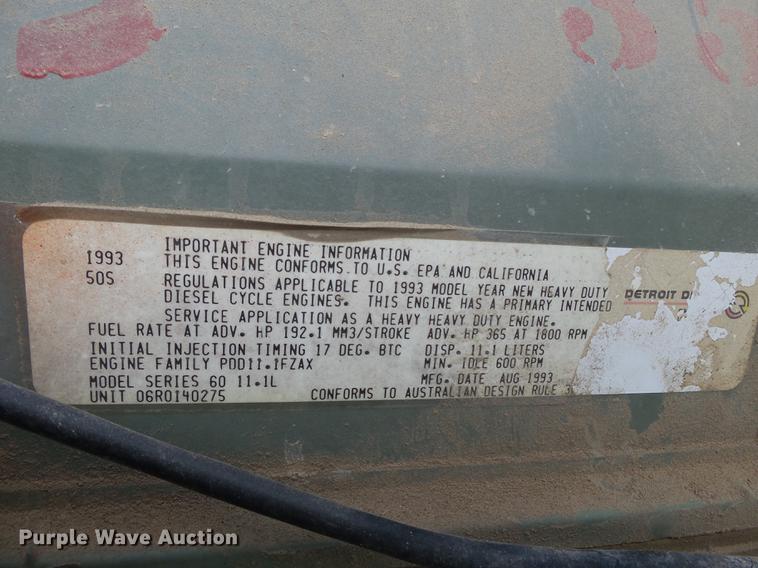 36
1993 IMPORTANT ENGINE INFORMATION
50S THIS ENGINE CONFORMS TO U.S. EPA AND CALIFORNIA
REGULATIONS APPLICABLE TO 1993 MODEL YEAR NEW HEAVY DUTY
DIESEL CYCLE ENGINES. THIS ENGINE HAS A PRIMARY INTENDED
SERVICE APPLICATION AS A HEAVY HEAVY DUTY ENGINE.
DETROIT DI
FUEL RATE AT ADV. HP 192.1 MM3/STROKE ADV. HP 365 AT 1800 RPM
INITIAL INJECTION TIMING 17 DEG. BTC DISP. 11.1 LITERS
ENGINE FAMILY PDD11.1FZAX MIN. IDLE 600 RPM
MODEL SERIES 60 11.1L MFG. DATE AUG 1993
UNIT 06R0140275 CONFORMS TO AUSTRALIAN DESIGN RULE
Purple Wave Auction